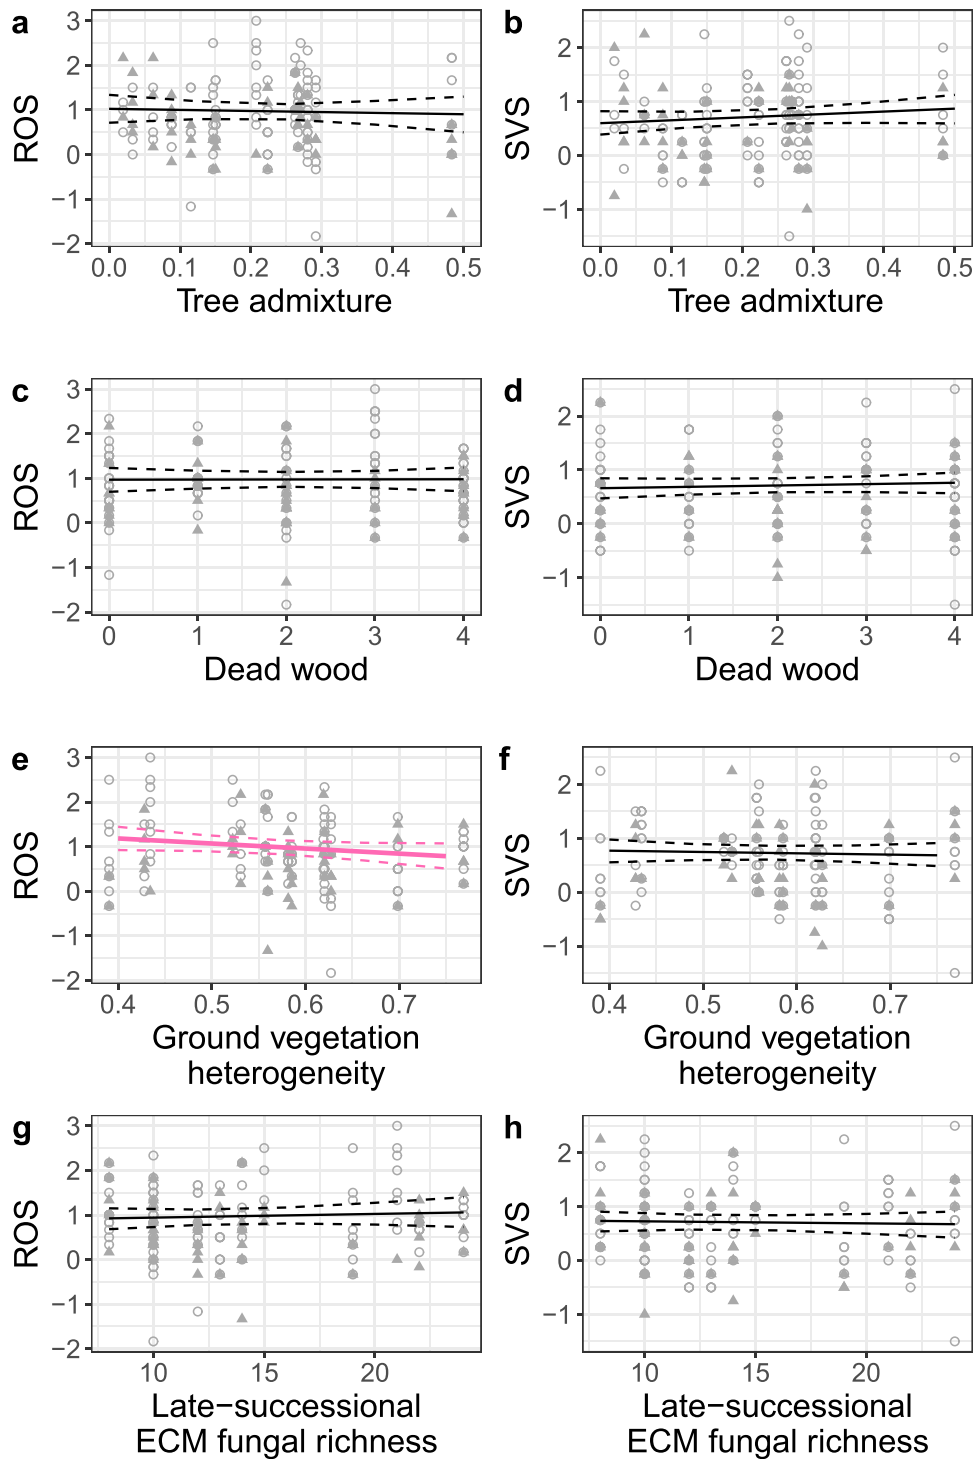 a
ROS
3
2
1
0
−1
−2
0.0 0.1 0.2 0.3 0.4 0.5
Tree admixture
b
SVS
2
1
0
−1
0.0 0.1 0.2 0.3 0.4 0.5
Tree admixture
c
ROS
3
2
1
0
−1
−2
0 1 2 3 4
Dead wood
d
SVS
2
1
0
−1
0 1 2 3 4
Dead wood
e
ROS
3
2
1
0
−1
−2
0.4 0.5 0.6 0.7
Ground vegetation
heterogeneity
f
SVS
2
1
0
−1
0.4 0.5 0.6 0.7
Ground vegetation
heterogeneity
g
ROS
3
2
1
0
−1
−2
10 15 20
Late−successional
ECM fungal richness
h
SVS
2
1
0
−1
10 15 20
Late−successional
ECM fungal richness